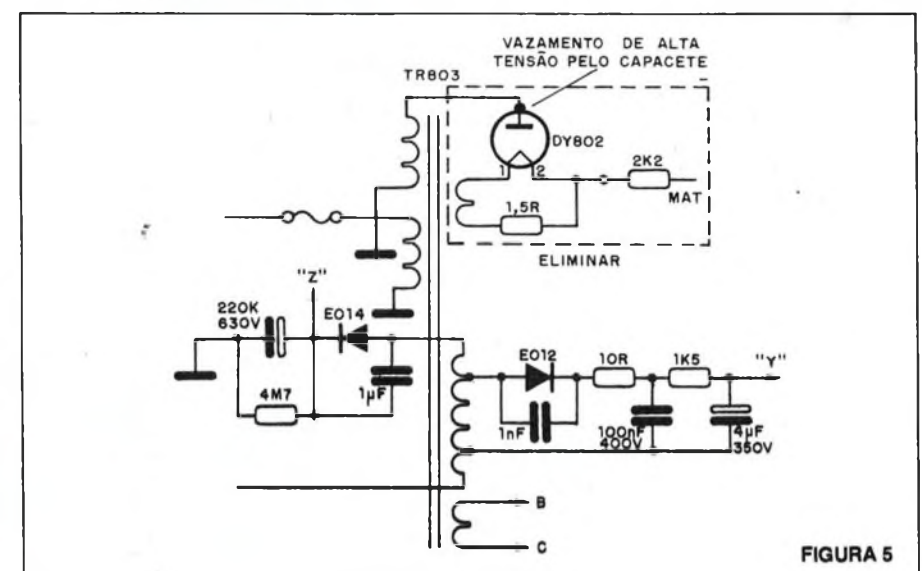 VAZAMENTO DE ALTA
TENSÃO PELO CAPACETE
TR803
DY802
1 2
2K2
MAT
1,5R
ELIMINAR
"Z"
220K
630V
EO14
4M7
1µF
EO12
10R
1K5
"Y"
1nF
100nF
400V
4µF
350V
B
C
FIGURA 5